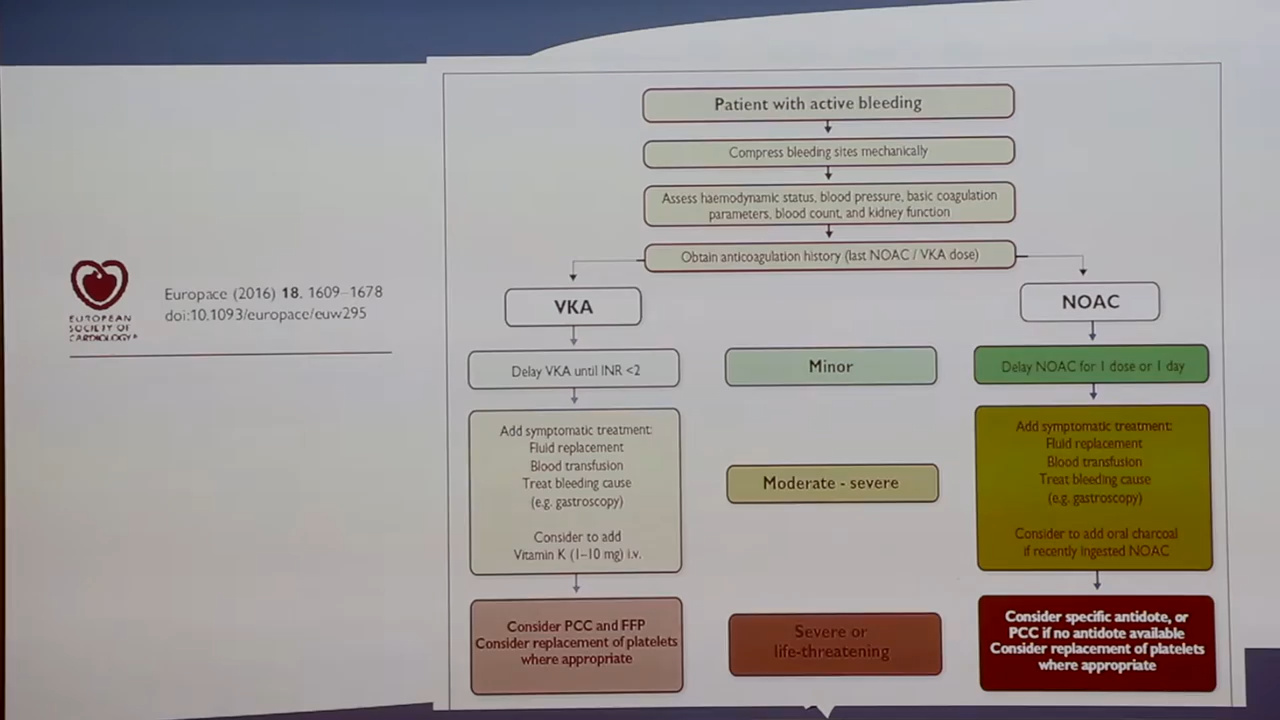 Patient with active bleeding
Compress bleeding sites mechanically
Assess haemodynamic status, blood pressure, basic coagulation
parameters, blood count, and kidney function
Obtain anticoagulation history (last NOAC / VKA dose)
EUROPEAN
SOCIETY OF
CARDIOLOGY®
Europace (2016) 18, 1609–1678
doi:10.1093/europace/euw295
VKA
NOAC
Delay VKA until INR <2
Minor
Delay NOAC for 1 dose or 1 day
Add symptomatic treatment:
Fluid replacement
Blood transfusion
Treat bleeding cause
(e.g. gastroscopy)
Consider to add
Vitamin K (1–10 mg) i.v.
Moderate - severe
Add symptomatic treatment:
Fluid replacement
Blood transfusion
Treat bleeding cause
(e.g. gastroscopy)
Consider to add oral charcoal
if recently ingested NOAC
Consider PCC and FFP
Consider replacement of platelets
where appropriate
Severe or
life-threatening
Consider specific antidote, or
PCC if no antidote available
Consider replacement of platelets
where appropriate